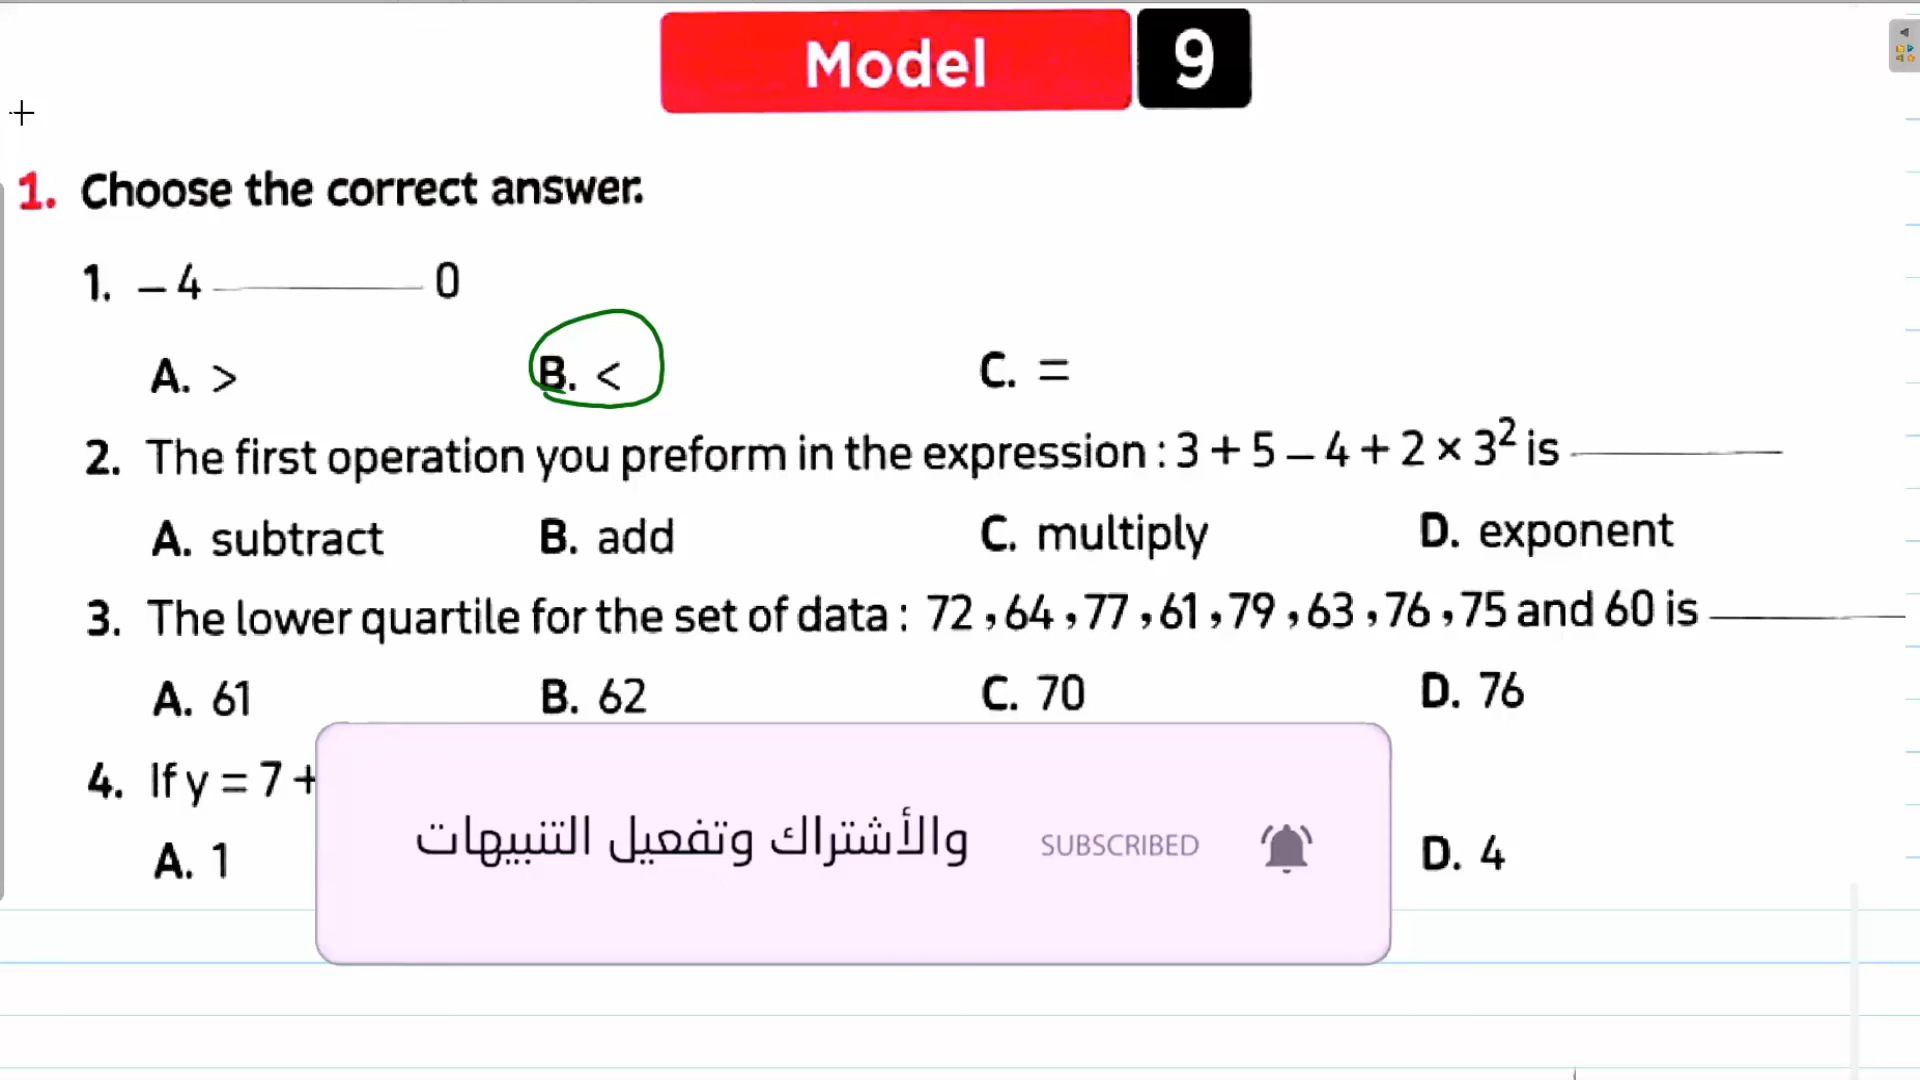 Model 9
1. Choose the correct answer.
1. – 4 ________ 0
A. > B. < C. =
2. The first operation you preform in the expression : 3 + 5 – 4 + 2 × 3² is ________
A. subtract B. add C. multiply D. exponent
3. The lower quartile for the set of data : 72 , 64 , 77 , 61 , 79 , 63 , 76 , 75 and 60 is ________
A. 61 B. 62 C. 70 D. 76
4. If y = 7 +
والأشتراك وتفعيل التنبيهات SUBSCRIBED
A. 1 D. 4